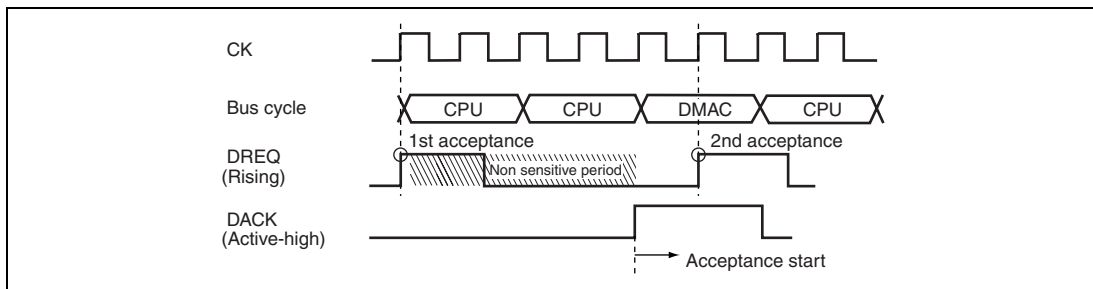 CK
Bus cycle
CPU CPU DMAC CPU
1st acceptance 2nd acceptance
DREQ
(Rising)
Non sensitive period
DACK
(Active-high)
Acceptance start